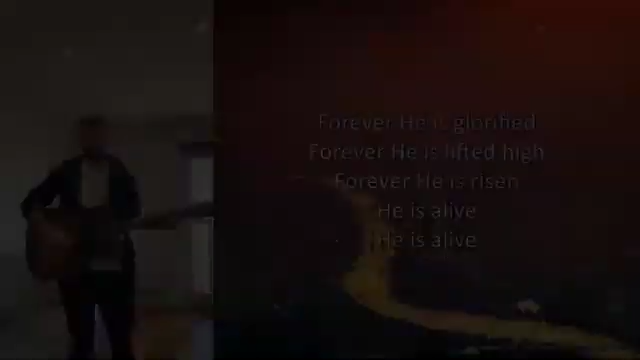 Forever He is glorified
Forever He is lifted high
Forever He is risen
He is alive
He is alive